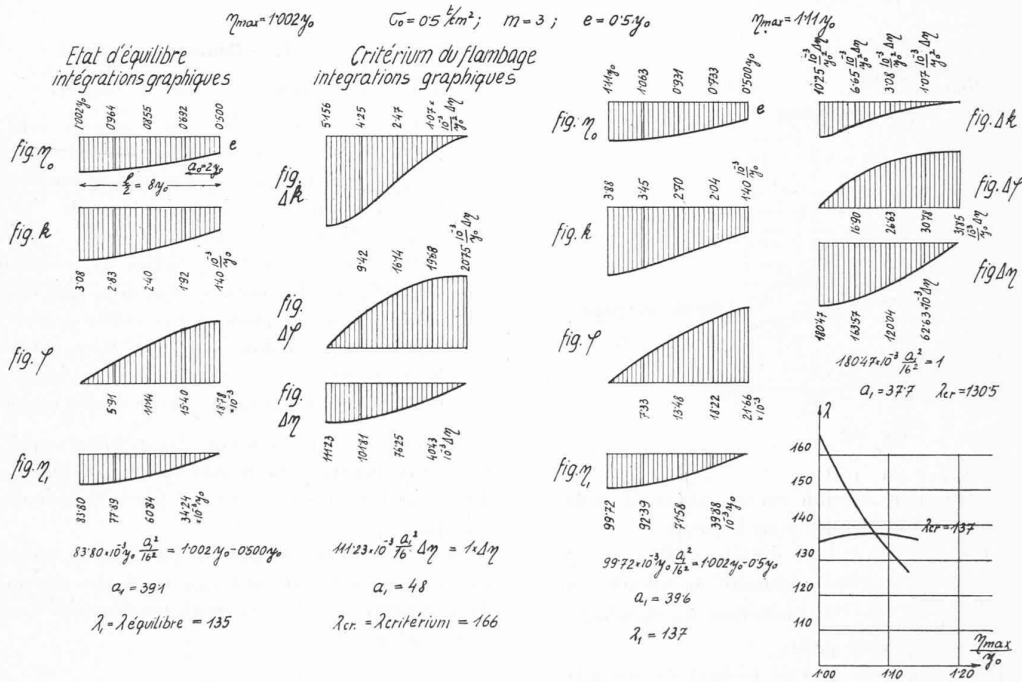 ηmax = 1·002 y₀
σ₀ = 0·5 t/cm² ; m = 3 ; e = 0·5 y₀
ηmax = 1·11 y₀
Etat d'équilibre
intégrations graphiques
1·002 y₀ 0·964 0·692 0·500
fig. η₀
e
a₀ = 2y₀
l/2 = 8y₀
fig. k
3·08 2·83 2·40 1·92 1·40 10⁻³/y₀
fig. φ
5·91 11·14 15·40 18·78 ×10⁻³
fig. η₁
83·80 77·89 60·84 34·24 ×10⁻³ y₀
83·80×10⁻³ y₀ a₁²/16² = 1·002 y₀ - 0·500 y₀
a₁ = 39·1
λ₁ = λ équilibre = 135
Critérium du flambage
integrations graphiques
5·156 4·25 2·47 1·07 × 10⁻³/y₀² Δη
fig. Δk
9·42 16·14 19·68 20·75 10⁻³/y₀ Δη
fig. Δφ
fig. Δη
111·23 101·81 76·25 40·43 10⁻³ Δη
111·23×10⁻³ a₁²/16 Δη = 1×Δη
a₁ = 48
λcr. = λ critérium = 166
1·11 y₀ 1·063 0·931 0·733 0·500 y₀
fig. η₀
e
3·88 3·45 2·70 2·04 1·40 10⁻³/y₀
fig. k
fig. φ
7·33 13·48 18·22 21·66 ×10⁻³
fig. η₁
99·72 92·39 71·58 39·88 10⁻³ y₀
99·72×10⁻³ y₀ a₁²/16² = 1·002 y₀ - 0·5 y₀
a₁ = 39·6
λ₁ = 137
10·25 10⁻³/y₀² Δη 6·65 10⁻³/y₀² Δη 3·08 10⁻³/y₀² Δη 1·07 10⁻³/y₀² Δη
fig. Δk
fig. Δφ
16·90 26·63 30·78 31·85 10⁻³/y₀ Δη
fig Δη
180·47 163·57 120·04 62·63×10⁻³ Δη
180·47×10⁻³ a₁²/16² = 1
a₁ = 37·7 λcr = 130·5
λ
160
150
140
λcr = 137
130
120
110
ηmax/y₀
1·00 1·10 1·20